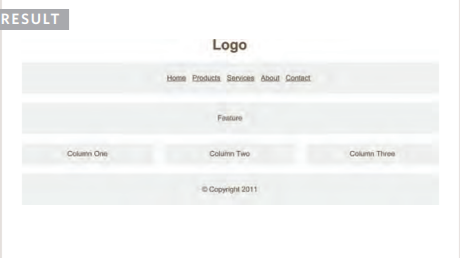 RESULT
Logo
Home Products Services About Contact
Feature
Column One Column Two Column Three
© Copyright 2011